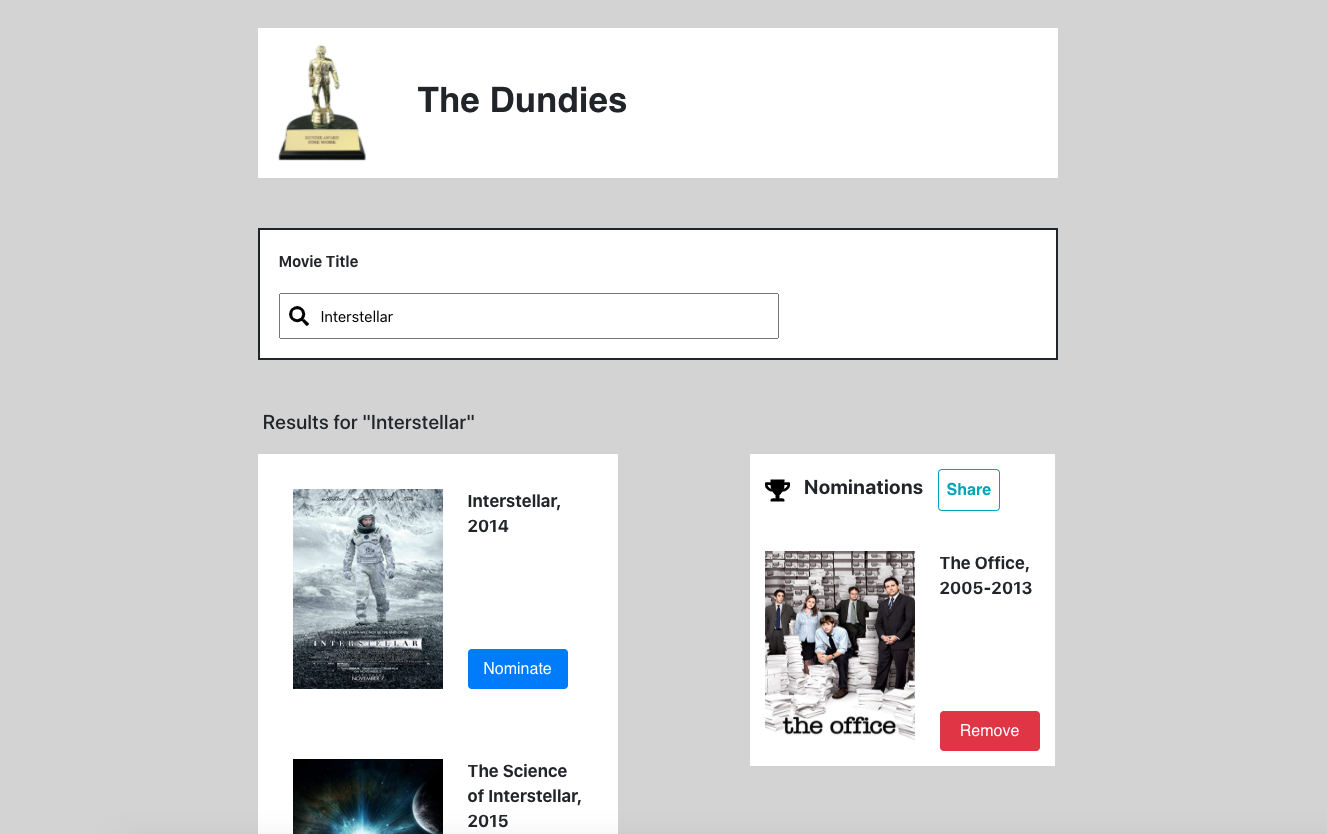 The Dundies
Movie Title
Interstellar
Results for "Interstellar"
Interstellar,
2014
INTERSTELLAR
NOVEMBER 7
Nominate
The Science
of Interstellar,
2015
Nominations
Share
The Office,
2005-2013
the office
Remove